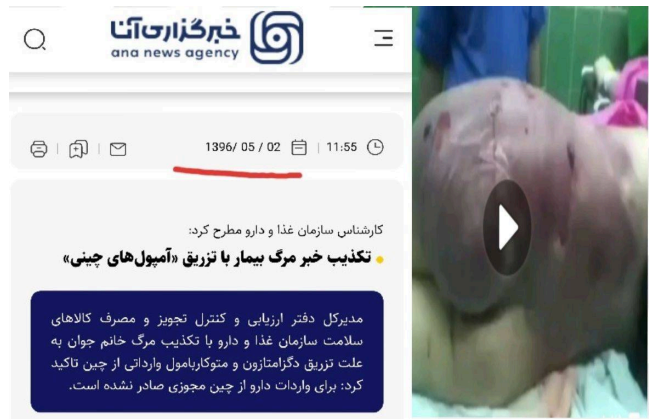 خبرگزاری آنا
ana news agency
11:55 | 1396/ 05 / 02
کارشناس سازمان غذا و دارو مطرح کرد:
تکذیب خبر مرگ بیمار با تزریق «آمپول‌های چینی»
مدیرکل دفتر ارزیابی و کنترل تجویز و مصرف کالاهای
سلامت سازمان غذا و دارو با تکذیب مرگ خانم جوان به
علت تزریق دگزامتازون و متوکاربامول وارداتی از چین تاکید
کرد: برای واردات دارو از چین مجوزی صادر نشده است.